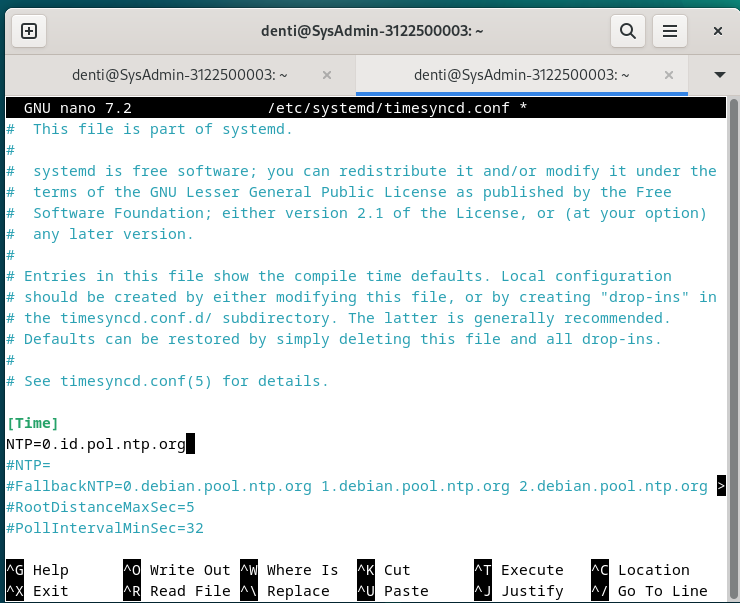 denti@SysAdmin-3122500003: ~
denti@SysAdmin-3122500003: ~ × denti@SysAdmin-3122500003: ~ ×
GNU nano 7.2 /etc/systemd/timesyncd.conf *
#  This file is part of systemd.
#
#  systemd is free software; you can redistribute it and/or modify it under the
#  terms of the GNU Lesser General Public License as published by the Free
#  Software Foundation; either version 2.1 of the License, or (at your option)
#  any later version.
#
# Entries in this file show the compile time defaults. Local configuration
# should be created by either modifying this file, or by creating "drop-ins" in
# the timesyncd.conf.d/ subdirectory. The latter is generally recommended.
# Defaults can be restored by simply deleting this file and all drop-ins.
#
# See timesyncd.conf(5) for details.
[Time]
NTP=0.id.pol.ntp.org
#NTP=
#FallbackNTP=0.debian.pool.ntp.org 1.debian.pool.ntp.org 2.debian.pool.ntp.org >
#RootDistanceMaxSec=5
#PollIntervalMinSec=32
^G Help ^O Write Out ^W Where Is ^K Cut ^T Execute ^C Location
^X Exit ^R Read File ^\ Replace ^U Paste ^J Justify ^/ Go To Line